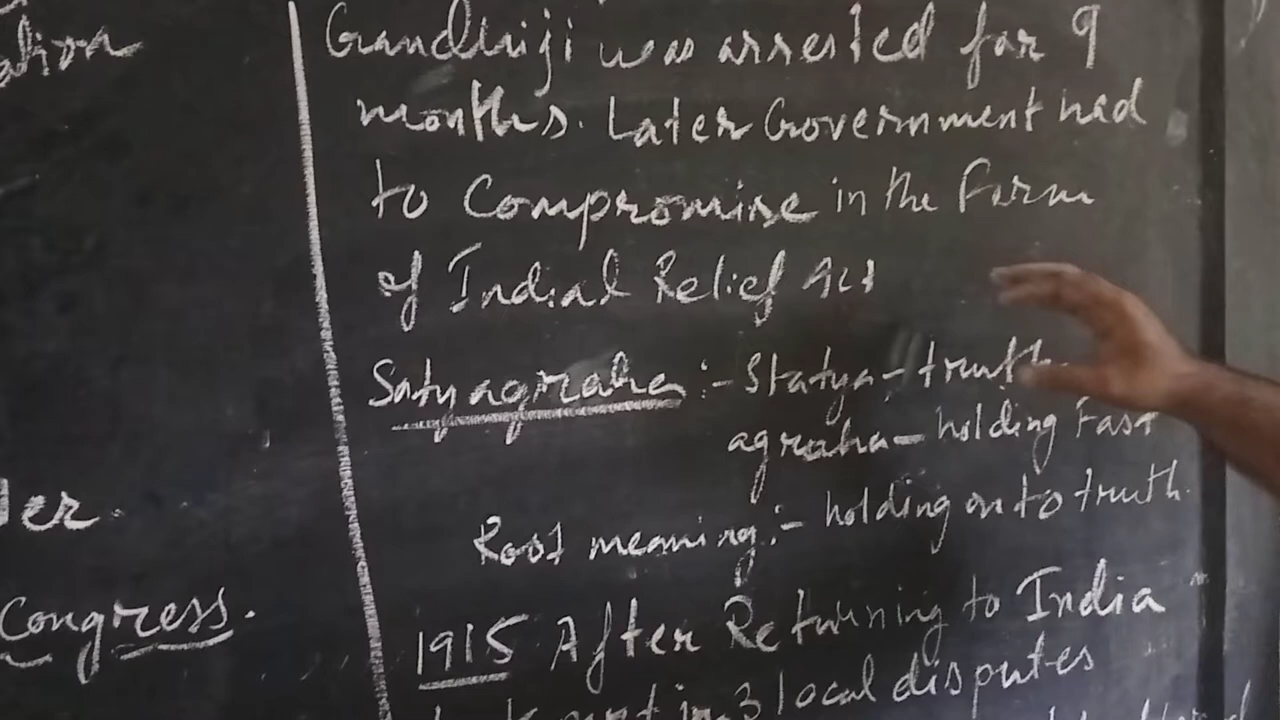 ation
der.
Congress.
Gandhiji was arrested for 9
months. Later Government had
to Compromise in the Form
of Indial Relief Act
Satyagraha :- Statya - truth
agraha - holding Fast
Root meaning :- holding on to truth.
1915 After Returning to India
part in 3 local disputes